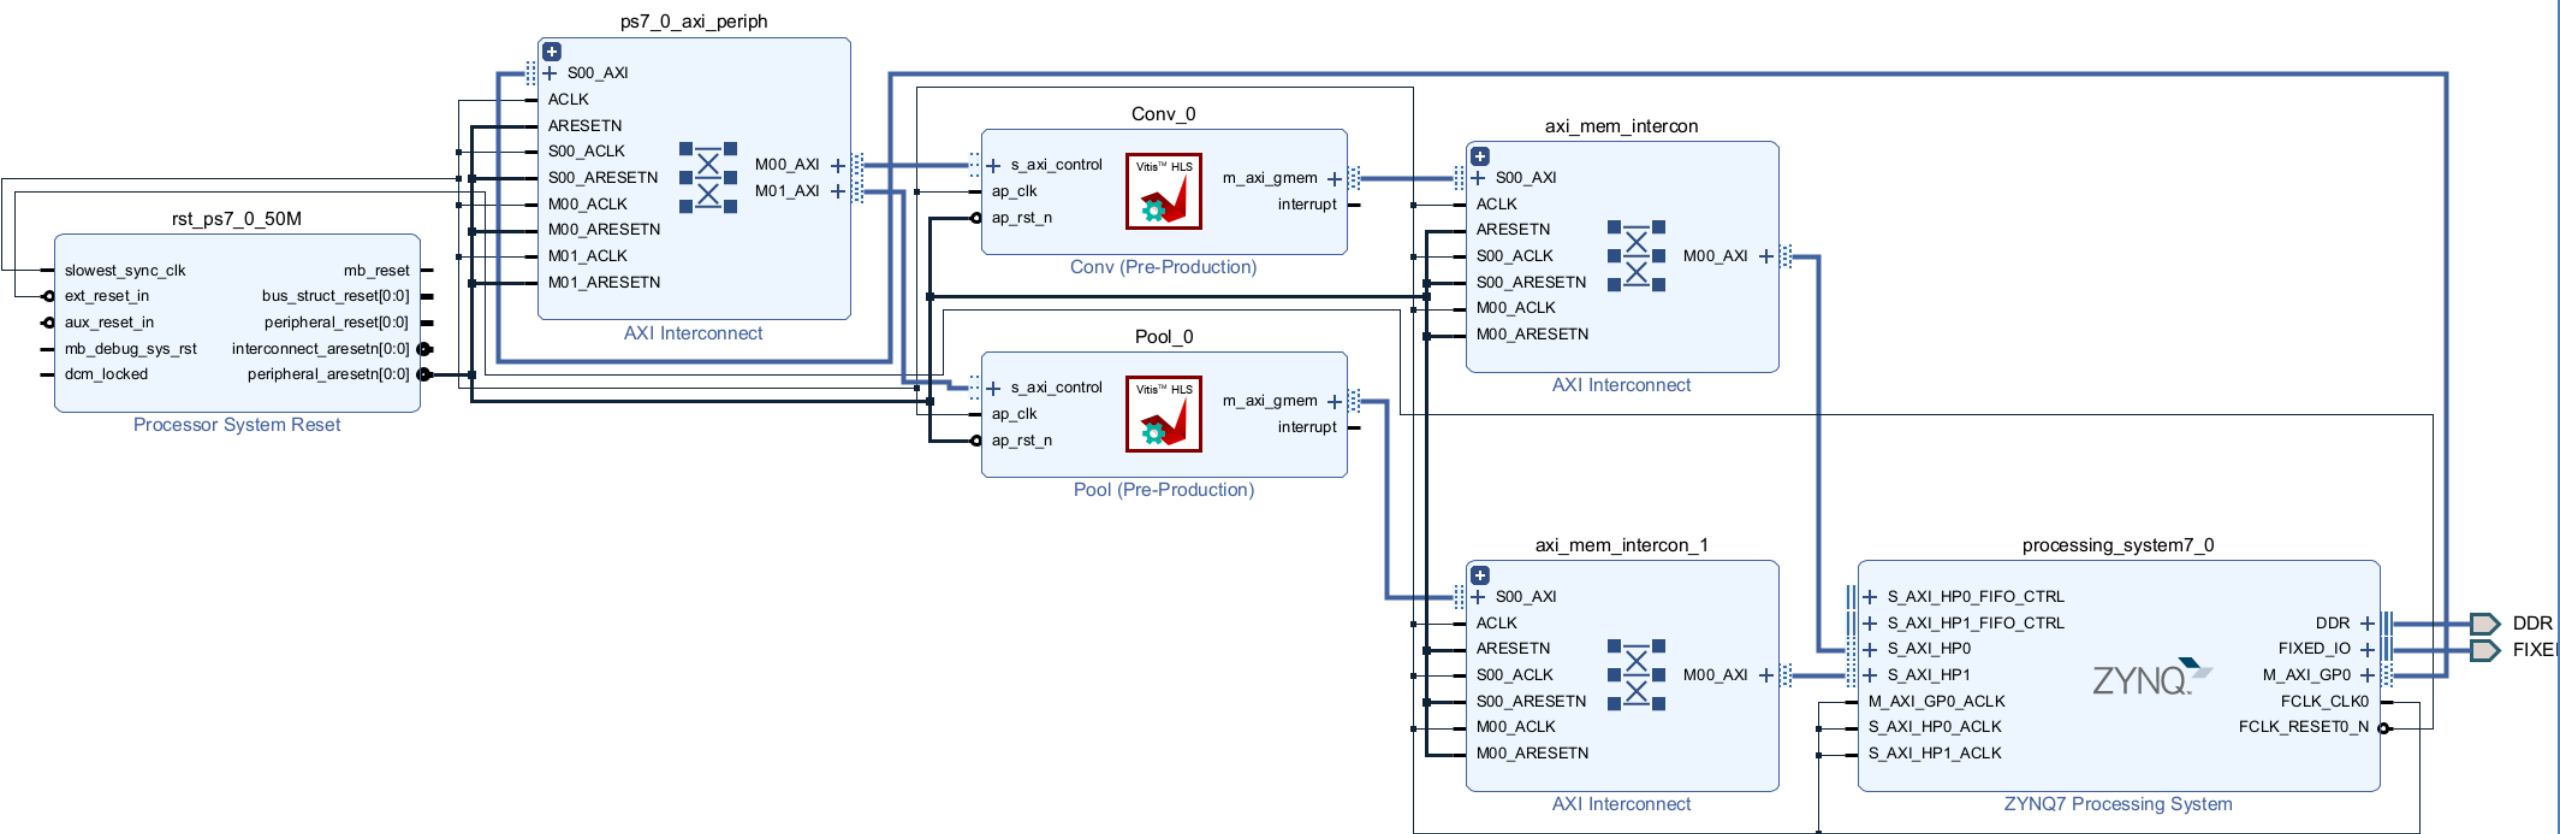 ps7_0_axi_periph
S00_AXI
ACLK
ARESETN
S00_ACLK
S00_ARESETN
M00_ACLK
M00_ARESETN
M01_ACLK
M01_ARESETN
M00_AXI
M01_AXI
AXI Interconnect
rst_ps7_0_50M
slowest_sync_clk
ext_reset_in
aux_reset_in
mb_debug_sys_rst
dcm_locked
mb_reset
bus_struct_reset[0:0]
peripheral_reset[0:0]
interconnect_aresetn[0:0]
peripheral_aresetn[0:0]
Processor System Reset
Conv_0
s_axi_control
ap_clk
ap_rst_n
Vitis™ HLS
m_axi_gmem
interrupt
Conv (Pre-Production)
Pool_0
s_axi_control
ap_clk
ap_rst_n
Vitis™ HLS
m_axi_gmem
interrupt
Pool (Pre-Production)
axi_mem_intercon
S00_AXI
ACLK
ARESETN
S00_ACLK
S00_ARESETN
M00_ACLK
M00_ARESETN
M00_AXI
AXI Interconnect
axi_mem_intercon_1
S00_AXI
ACLK
ARESETN
S00_ACLK
S00_ARESETN
M00_ACLK
M00_ARESETN
M00_AXI
AXI Interconnect
processing_system7_0
S_AXI_HP0_FIFO_CTRL
S_AXI_HP1_FIFO_CTRL
S_AXI_HP0
S_AXI_HP1
M_AXI_GP0_ACLK
S_AXI_HP0_ACLK
S_AXI_HP1_ACLK
ZYNQ
DDR
FIXED_IO
M_AXI_GP0
FCLK_CLK0
FCLK_RESET0_N
ZYNQ7 Processing System
DDR